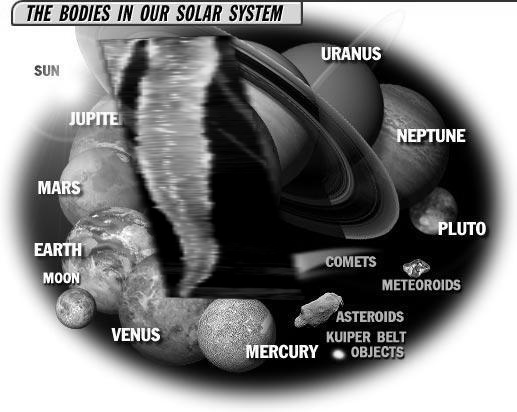 THE BODIES IN OUR SOLAR SYSTEM
SUN
URANUS
JUPITE
NEPTUNE
MARS
PLUTO
EARTH
COMETS
MOON
METEOROIDS
ASTEROIDS
VENUS
KUIPER BELT
OBJECTS
MERCURY